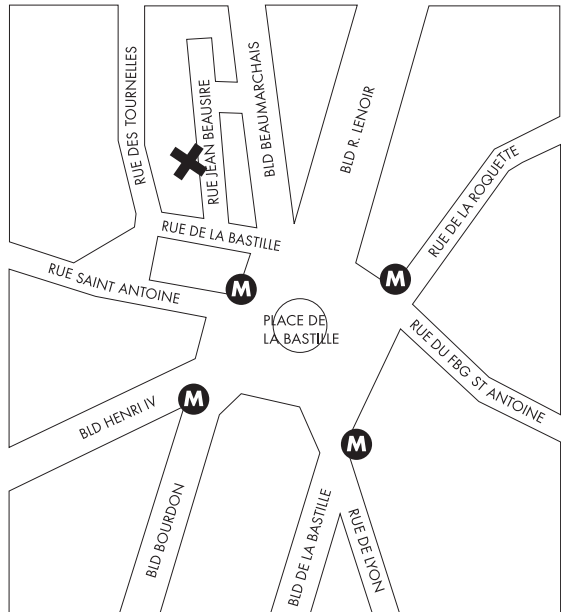 RUE DES TOURNELLES
RUE JEAN BEAUSIRE
BLD BEAUMARCHAIS
BLD R. LENOIR
RUE DE LA ROQUETTE
RUE DE LA BASTILLE
RUE SAINT ANTOINE
M
M
PLACE DE
LA BASTILLE
RUE DU FBG ST ANTOINE
BLD HENRI IV
M
M
BLD BOURDON
BLD DE LA BASTILLE
RUE DE LYON